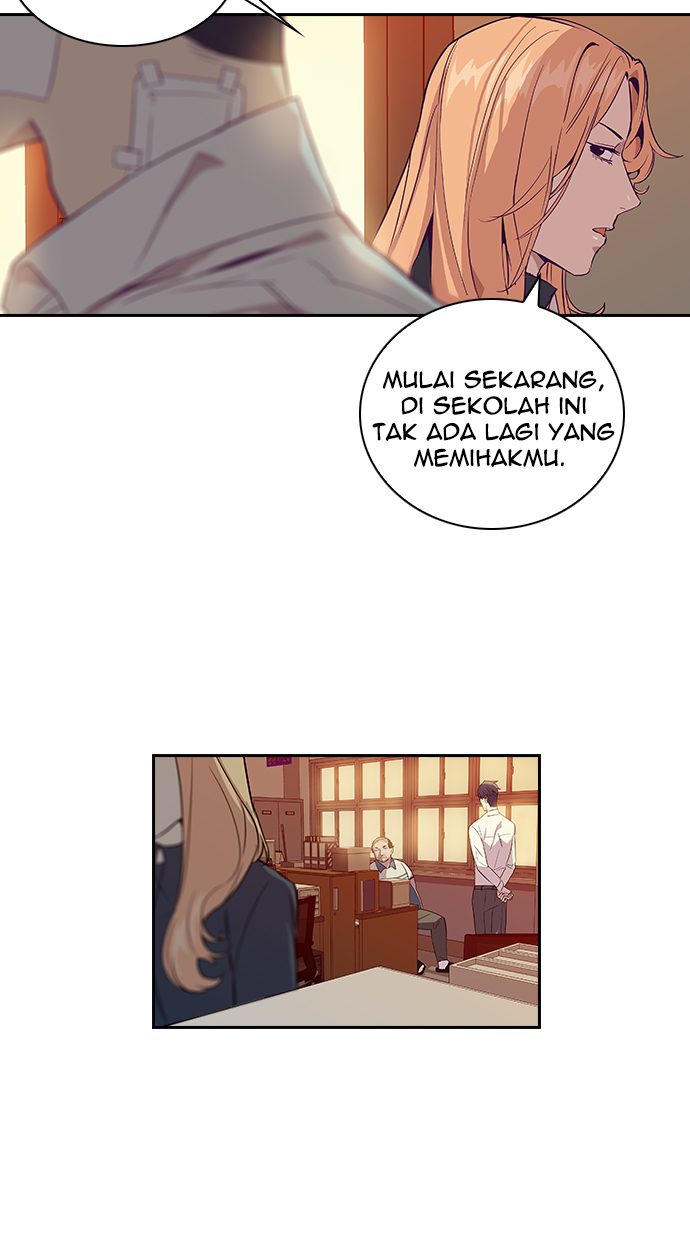 MULAI SEKARANG,
DI SEKOLAH INI
TAK ADA LAGI YANG
MEMIHAKMU.